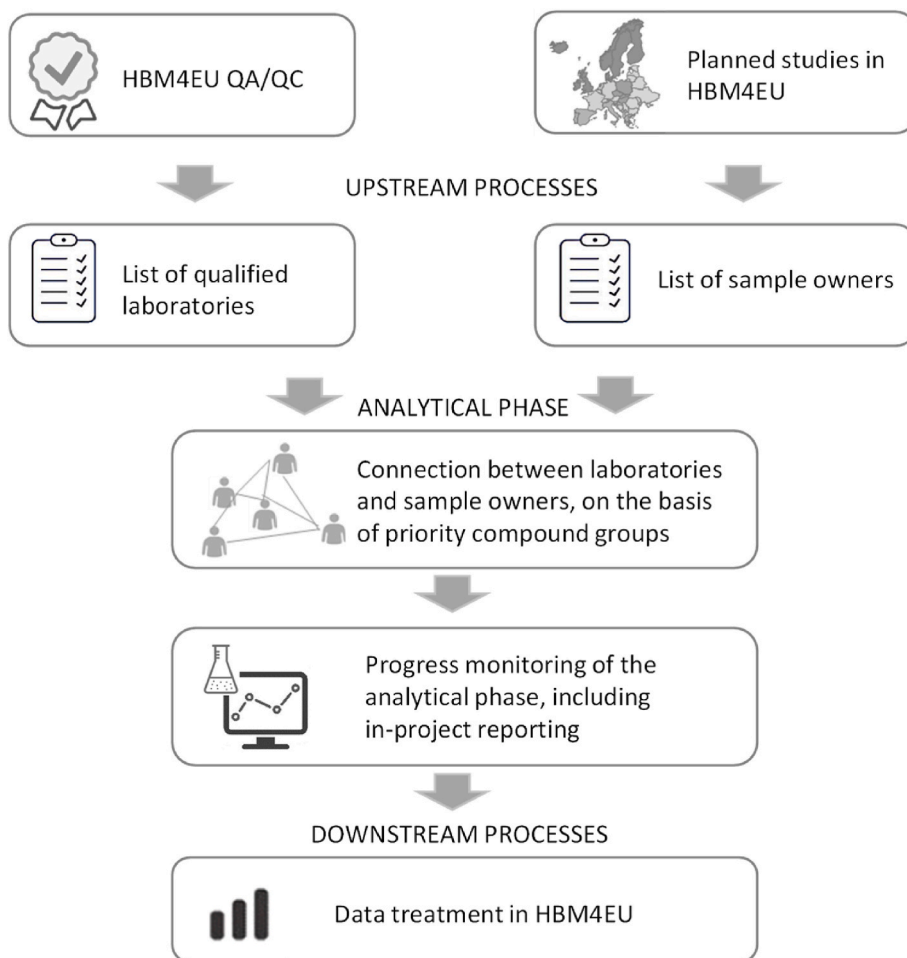 HBM4EU QA/QC
Planned studies in
HBM4EU
UPSTREAM PROCESSES
List of qualified
laboratories
List of sample owners
ANALYTICAL PHASE
Connection between laboratories
and sample owners, on the basis
of priority compound groups
Progress monitoring of the
analytical phase, including
in-project reporting
DOWNSTREAM PROCESSES
Data treatment in HBM4EU